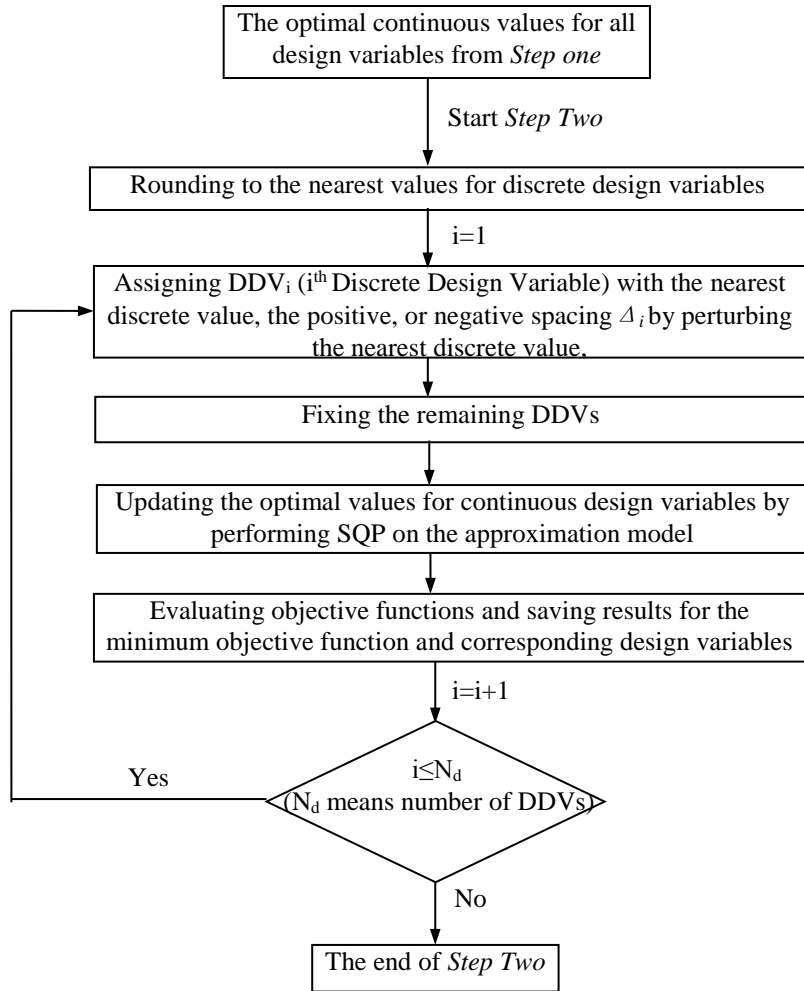 The optimal continuous values for all
design variables from Step one
Start Step Two
Rounding to the nearest values for discrete design variables
i=1
Assigning DDVi (ith Discrete Design Variable) with the nearest
discrete value, the positive, or negative spacing Δi by perturbing
the nearest discrete value,
Fixing the remaining DDVs
Updating the optimal values for continuous design variables by
performing SQP on the approximation model
Evaluating objective functions and saving results for the
minimum objective function and corresponding design variables
i=i+1
Yes
i≤Nd
(Nd means number of DDVs)
No
The end of Step Two